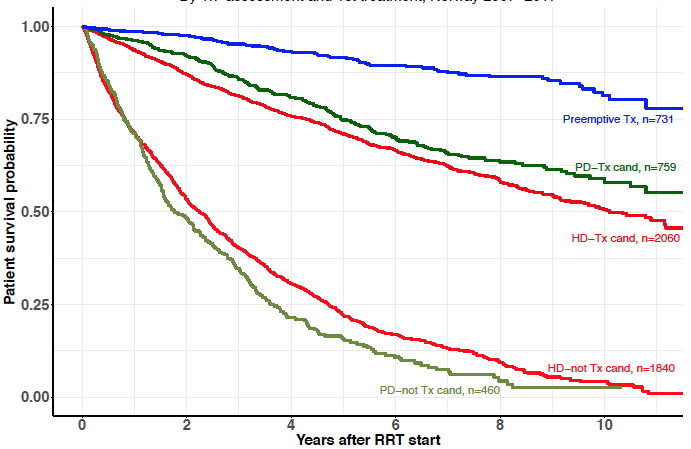 1.00
Preemptive Tx, n=731
0.75
PD−Tx cand, n=759
0.50
HD−Tx cand, n=2060
0.25
HD−not Tx cand, n=1840
PD−not Tx cand, n=460
0.00
0 2 4 6 8 10
Years after RRT start
Patient survival probability